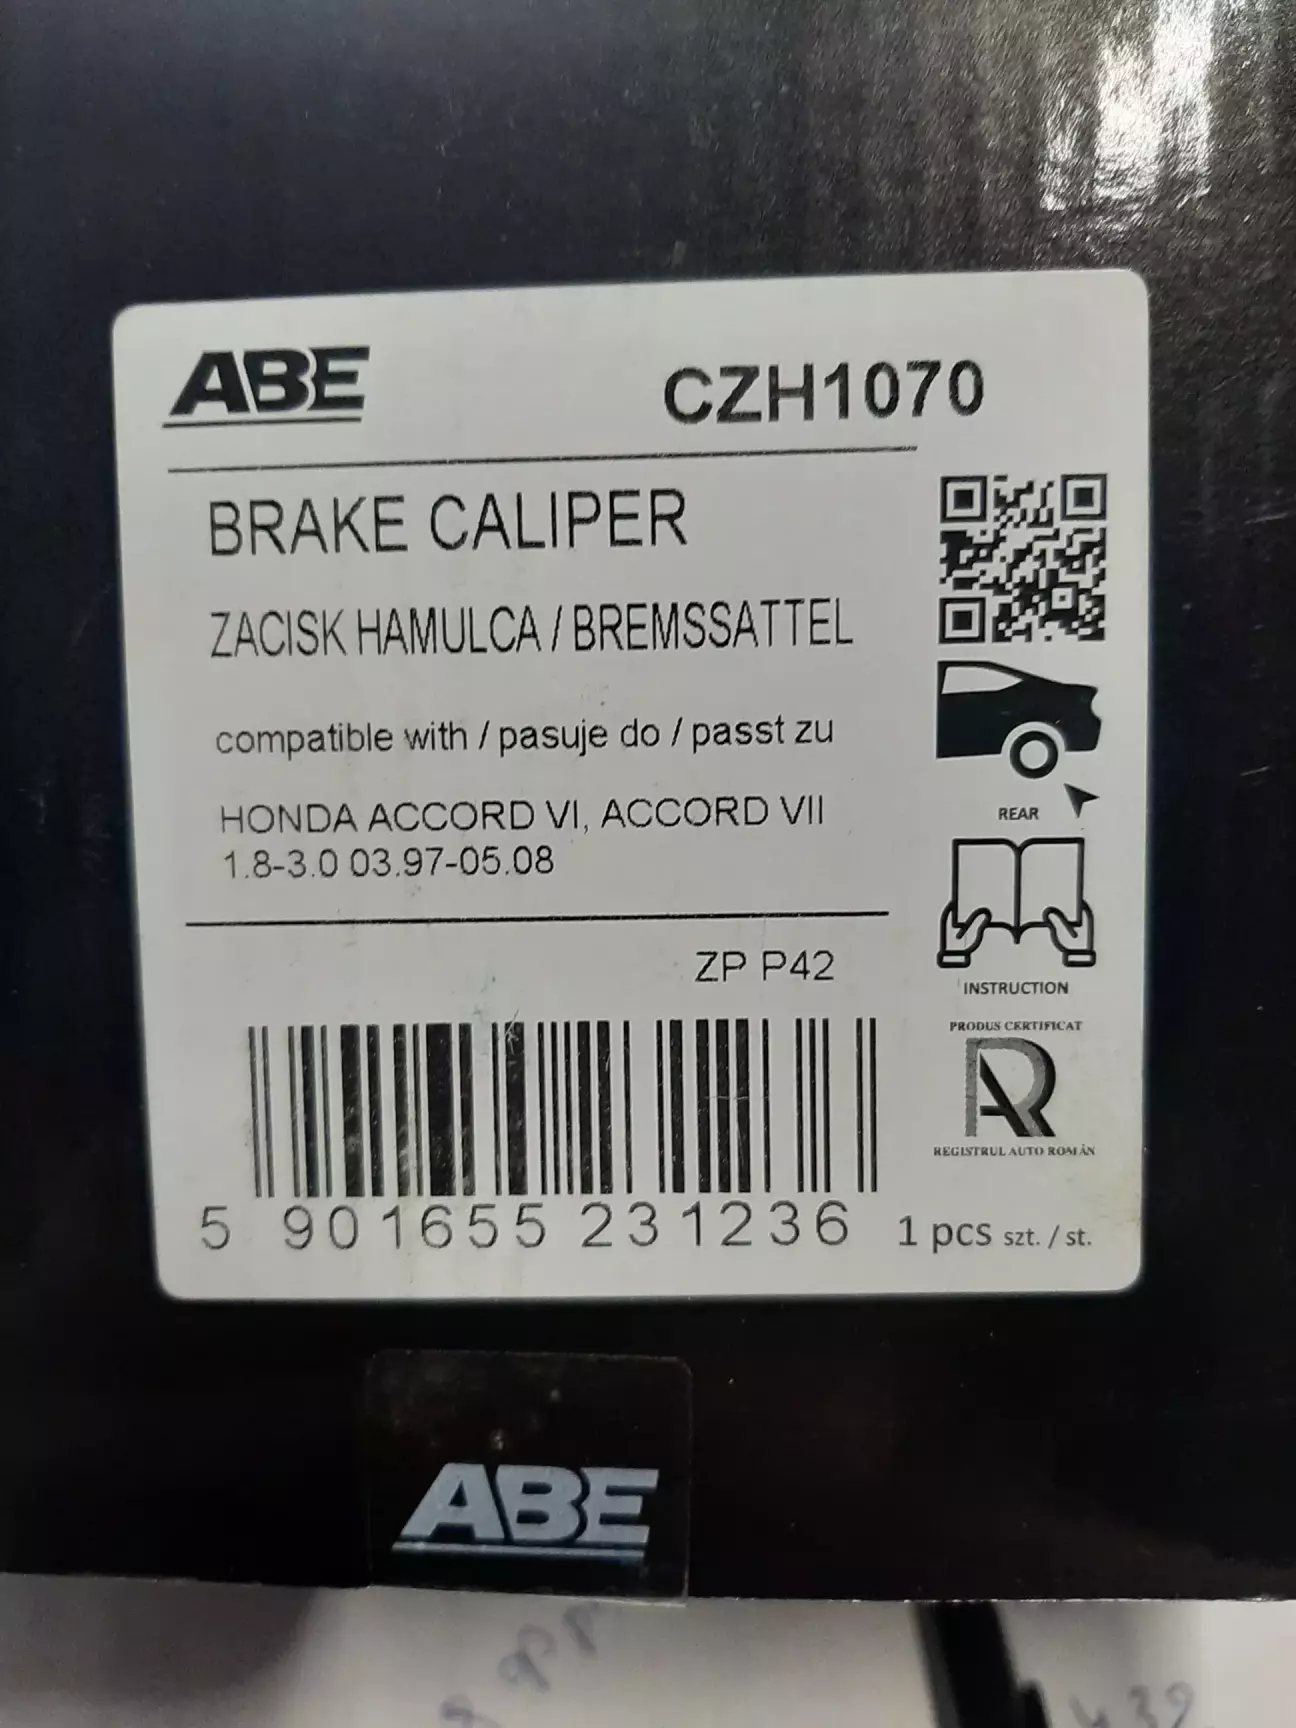 ABE
CZH1070
BRAKE CALIPER
ZACISK HAMULCA / BREMSSATTEL
compatible with / pasuje do / passt zu
HONDA ACCORD VI, ACCORD VII
1.8-3.0 03.97-05.08
REAR
INSTRUCTION
ZP P42
PRODUS CERTIFICAT
AR
REGISTRUL AUTO ROMÂN
5 901655 231236
1 pcs szt. / st.
ABE